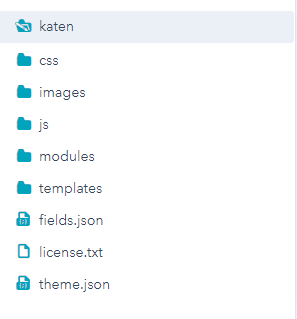 katen
css
images
js
modules
templates
fields.json
license.txt
theme.json